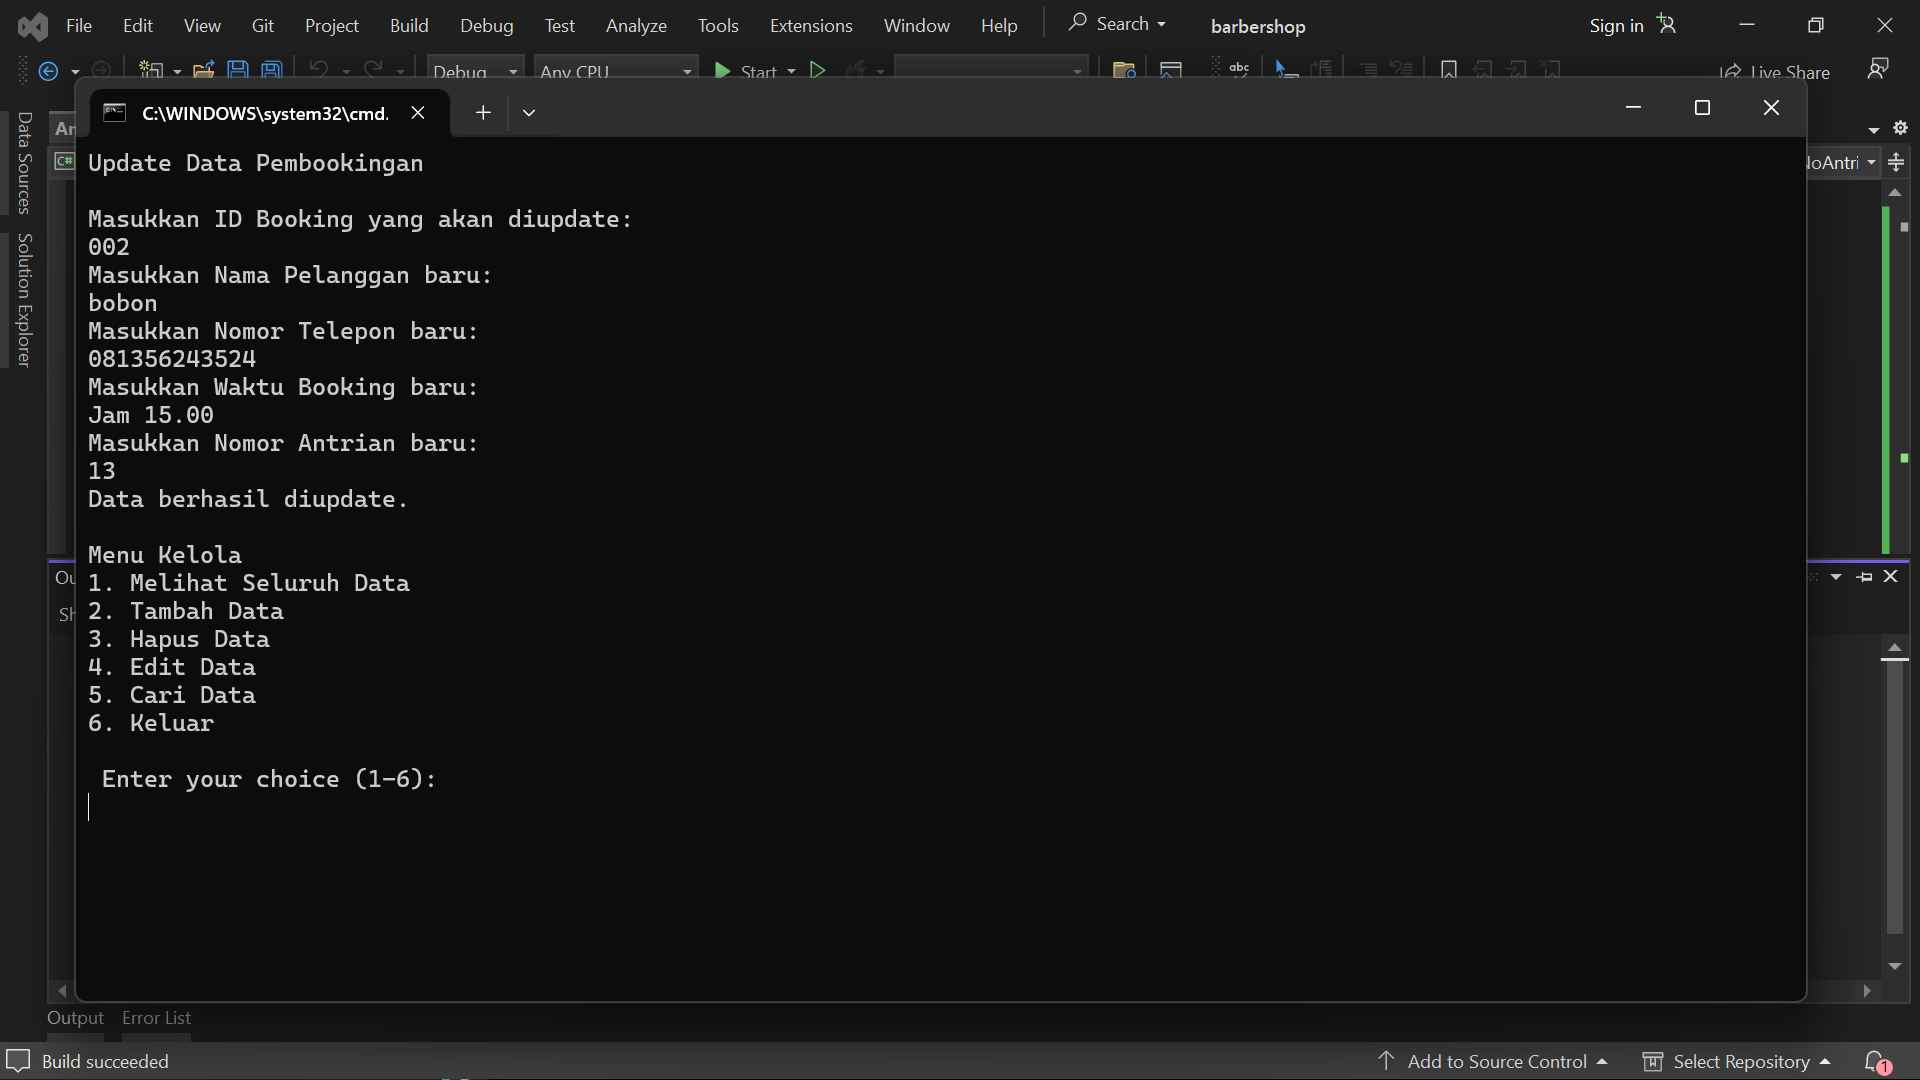 File Edit View Git Project Build Debug Test Analyze Tools Extensions Window Help Search barbershop Sign in
Debug Any CPU Start abc Live Share
C:\WINDOWS\system32\cmd.
Data Sources
Solution Explorer
C#
Update Data Pembookingan
Masukkan ID Booking yang akan diupdate:
002
Masukkan Nama Pelanggan baru:
bobon
Masukkan Nomor Telepon baru:
081356243524
Masukkan Waktu Booking baru:
Jam 15.00
Masukkan Nomor Antrian baru:
13
Data berhasil diupdate.
Menu Kelola
1. Melihat Seluruh Data
2. Tambah Data
3. Hapus Data
4. Edit Data
5. Cari Data
6. Keluar
Enter your choice (1-6):
Output Error List
Build succeeded Add to Source Control Select Repository 1